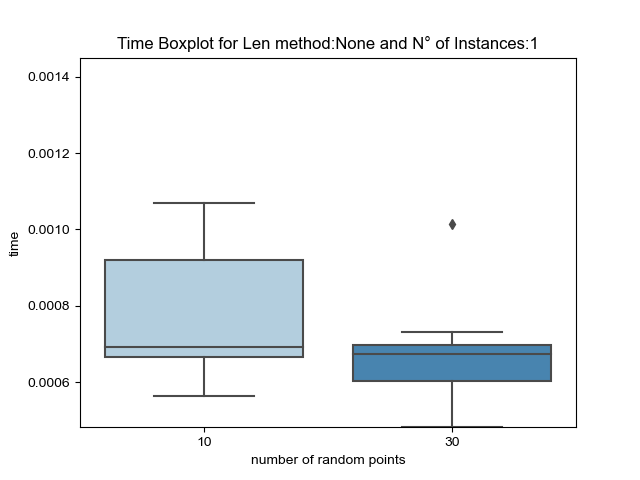 Time Boxplot for Len method:None and N° of Instances:1
0.0014
0.0012
0.0010
0.0008
0.0006
time
10
30
number of random points